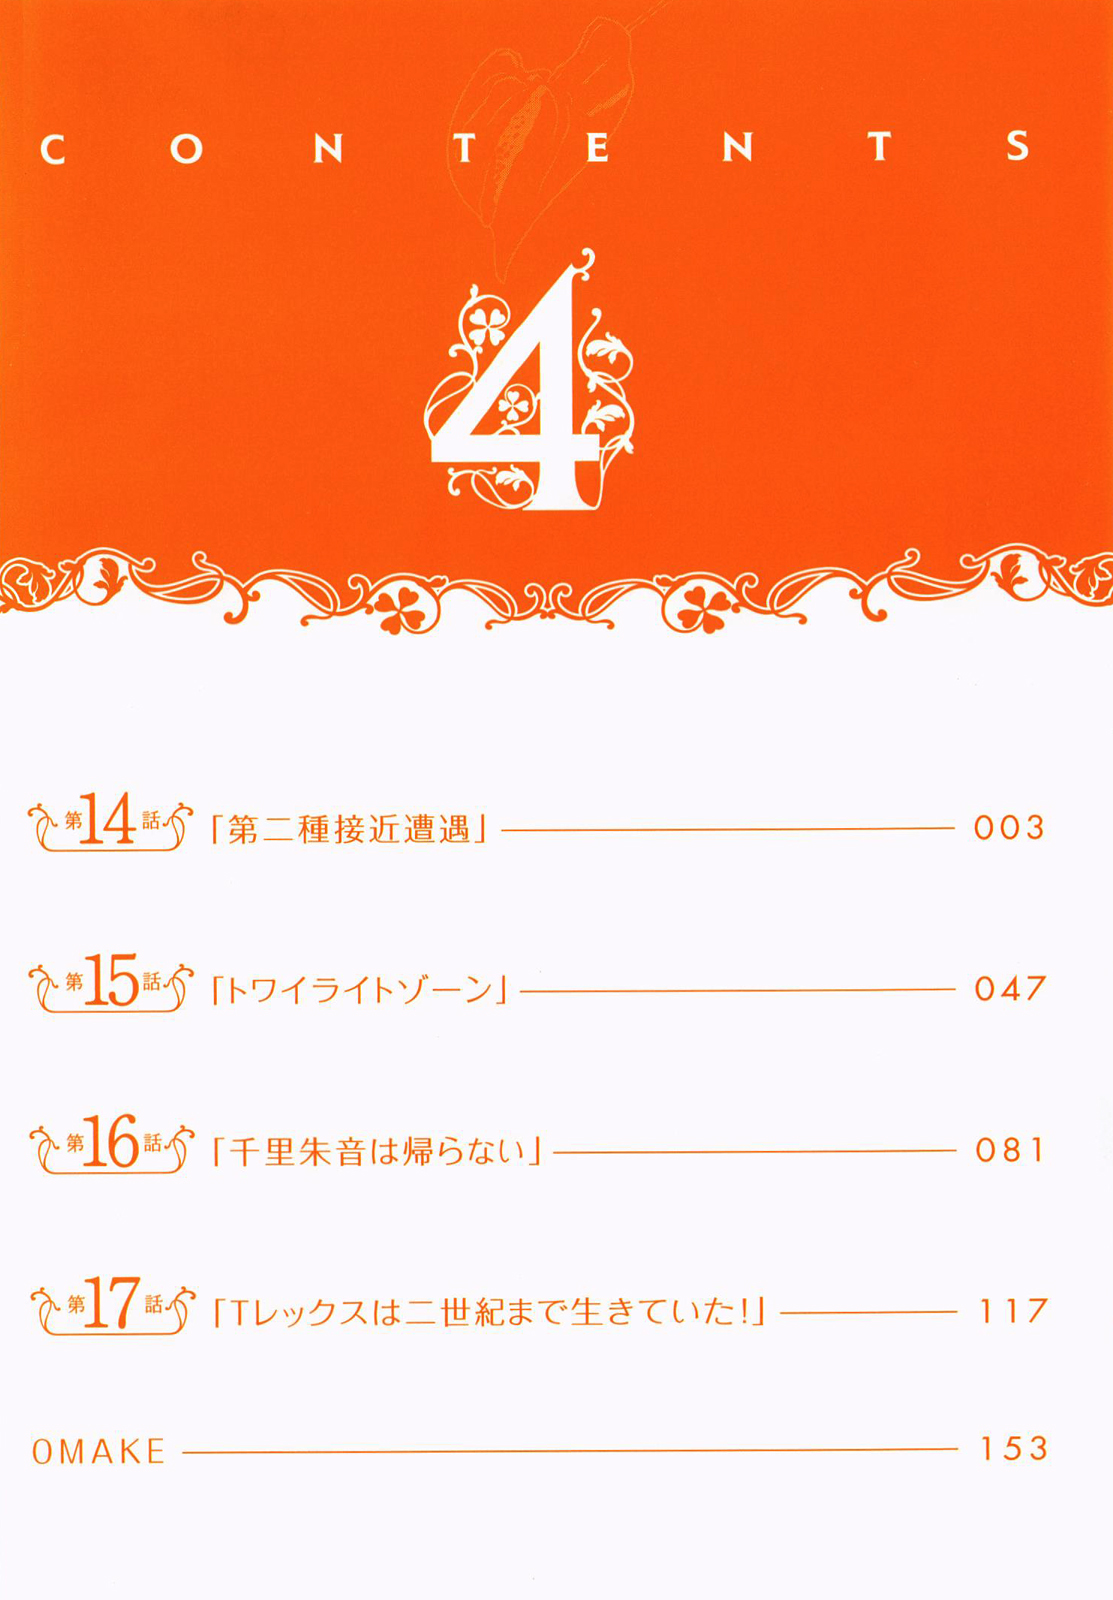 CONTENTS
4
第14話「第二種接近遭遇」 003
第15話「トワイライトゾーン」 047
第16話「千里朱音は帰らない」 081
第17話「Tレックスは二世紀まで生きていた!」 117
OMAKE 153